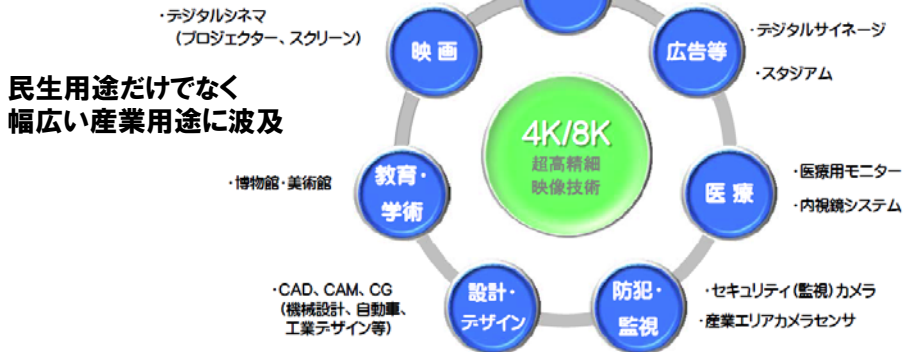 ・デジタルシネマ
(プロジェクター、スクリーン)
映 画
広告等
・デジタルサイネージ
・スタジアム
民生用途だけでなく
幅広い産業用途に波及
4K/8K
超高精細
映像技術
・博物館・美術館
教育・
学術
医 療
・医療用モニター
・内視鏡システム
・CAD、CAM、CG
(機械設計、自動車、
工業デザイン等)
設計・
デザイン
防犯・
監視
・セキュリティ(監視)カメラ
・産業エリアカメラセンサ